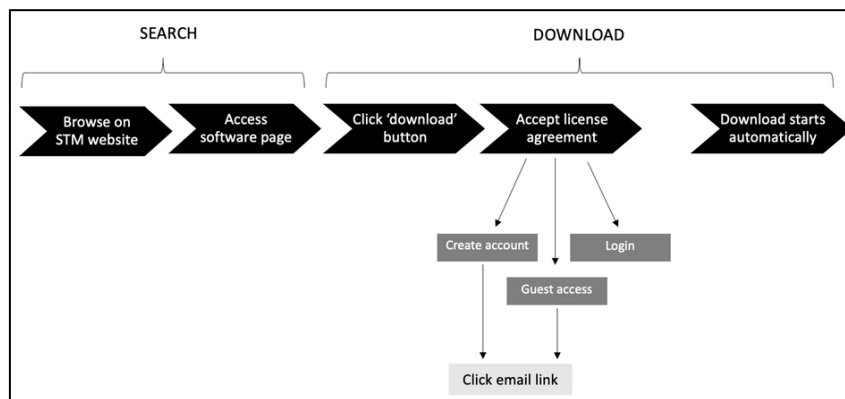 SEARCH
DOWNLOAD
Browse on
STM website
Access
software page
Click ‘download’
button
Accept license
agreement
Download starts
automatically
Create account
Login
Guest access
Click email link